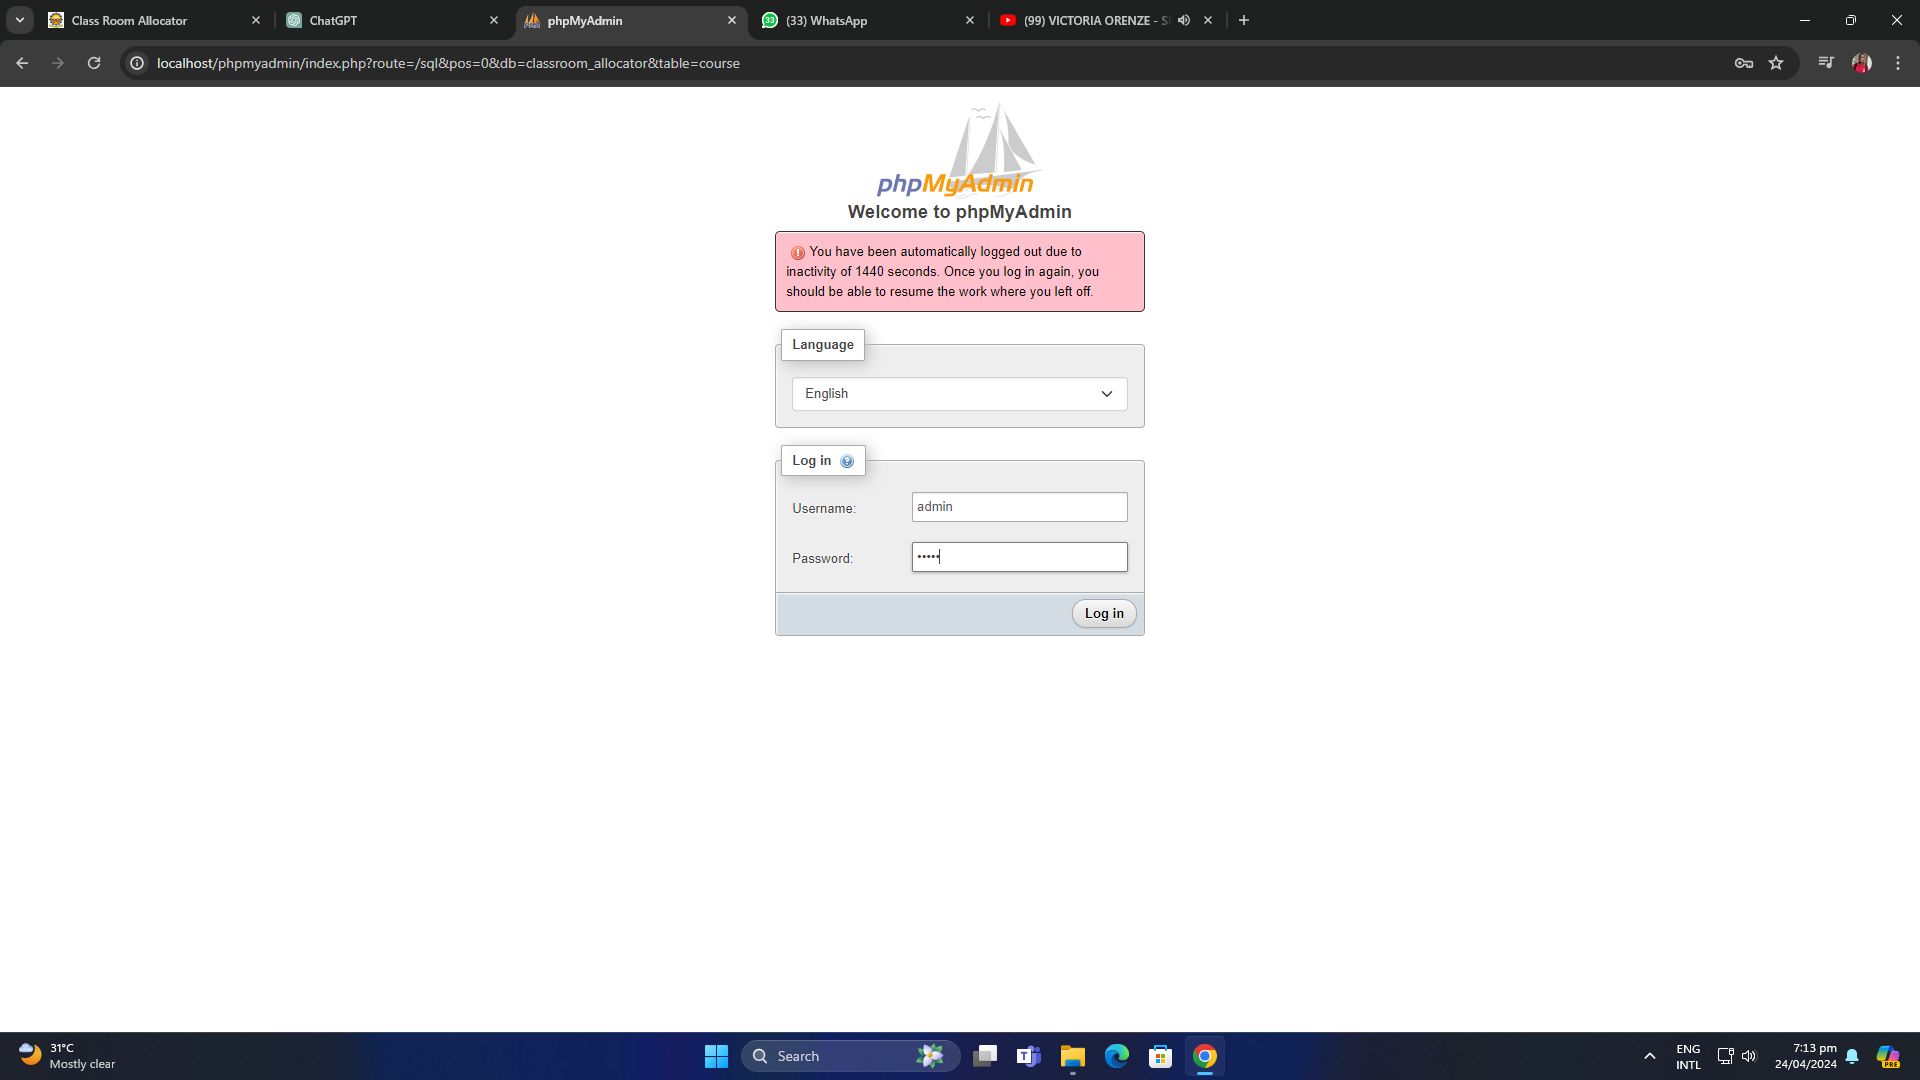 Class Room Allocator
ChatGPT
phpMyAdmin
33
(33) WhatsApp
(99) VICTORIA ORENZE -
localhost/phpmyadmin/index.php?route=/sql&pos=0&db=classroom_allocator&table=course
phpMyAdmin
Welcome to phpMyAdmin
You have been automatically logged out due to
inactivity of 1440 seconds. Once you log in again, you
should be able to resume the work where you left off.
Language
English
Log in
Username:
admin
Password:
•••••
Log in
31°C
Mostly clear
Search
ENG
INTL
7:13 pm
24/04/2024
PRE